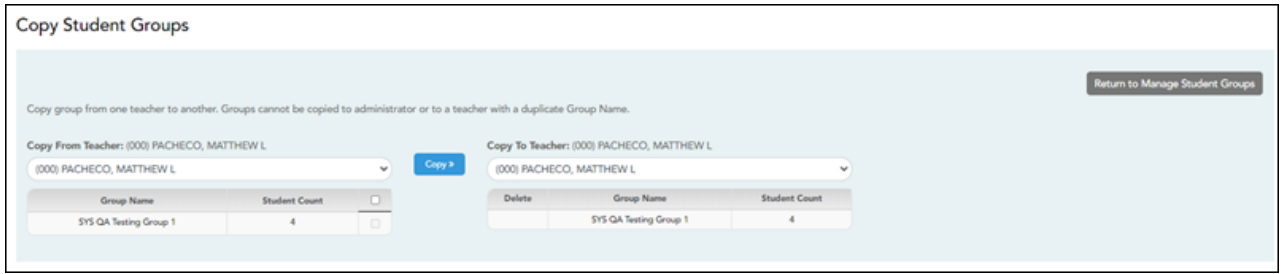 Copy Student Groups
Return to Manage Student Groups
Copy group from one teacher to another. Groups cannot be copied to administrator or to a teacher with a duplicate Group Name.
Copy From Teacher: (000) PACHECO, MATTHEW L
(000) PACHECO, MATTHEW L
Group Name Student Count
SYS QA Testing Group 1 4
Copy »
Copy To Teacher: (000) PACHECO, MATTHEW L
(000) PACHECO, MATTHEW L
Delete Group Name Student Count
SYS QA Testing Group 1 4